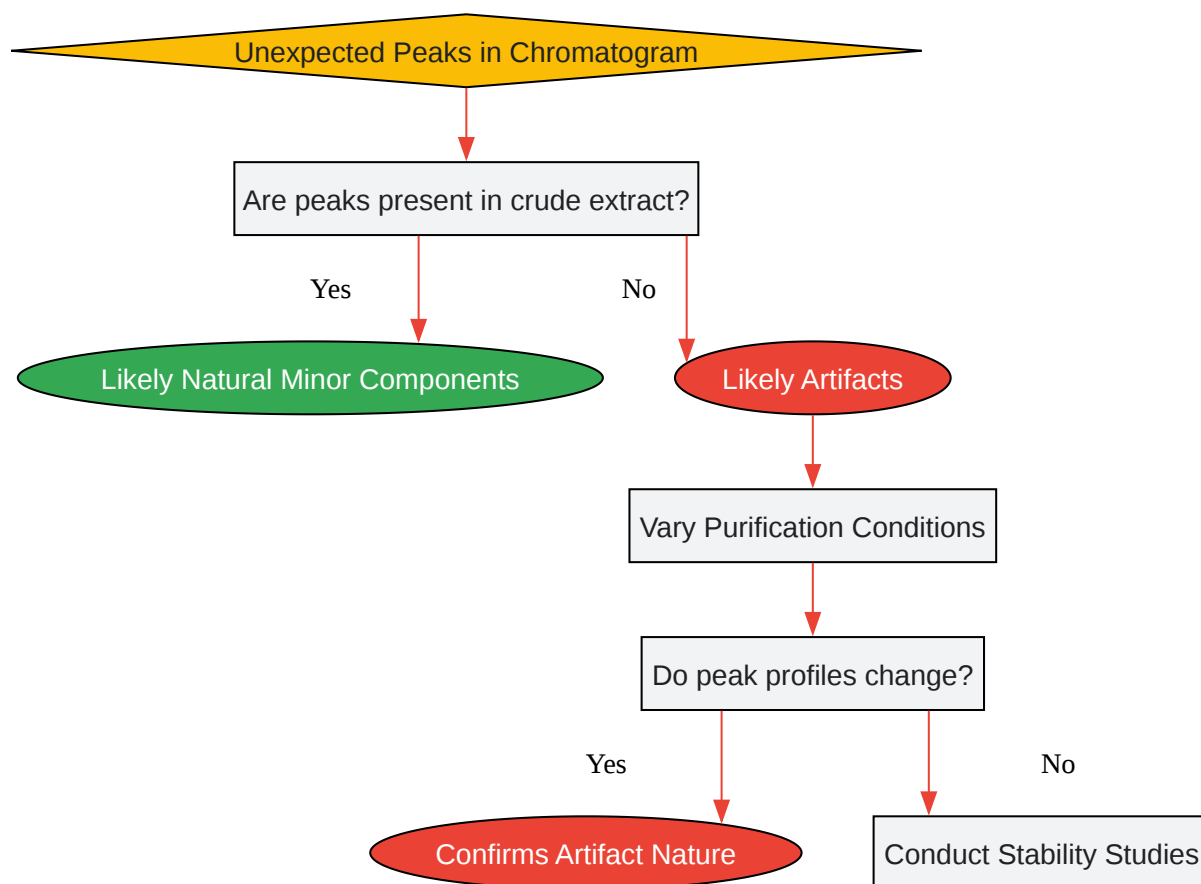 Unexpected Peaks in Chromatogram
Are peaks present in crude extract?
Yes
No
Likely Natural Minor Components
Likely Artifacts
Vary Purification Conditions
Do peak profiles change?
Yes
No
Confirms Artifact Nature
Conduct Stability Studies